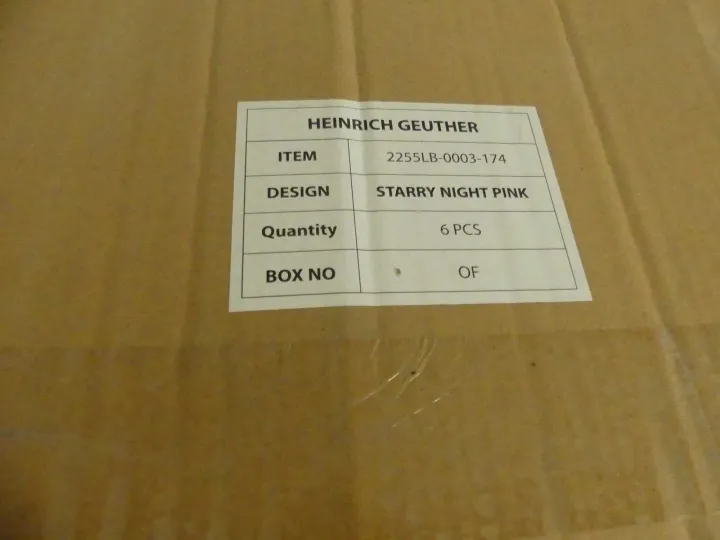 HEINRICH GEUTHER
ITEM 2255LB-0003-174
DESIGN STARRY NIGHT PINK
Quantity 6 PCS
BOX NO OF